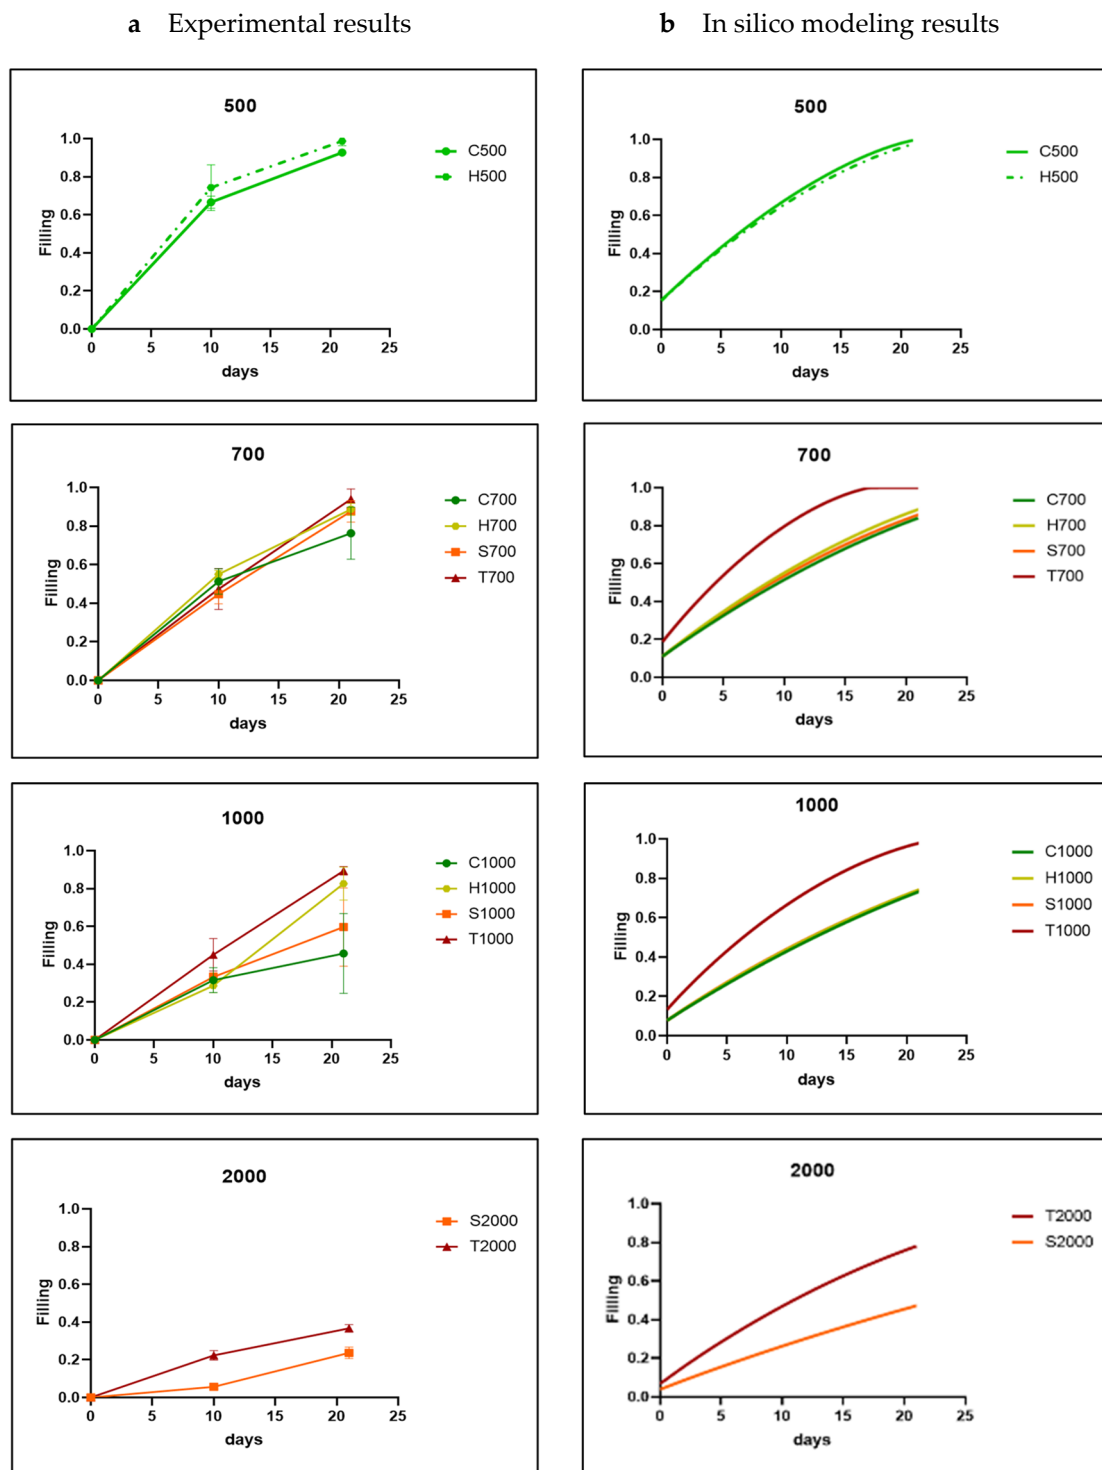 a Experimental results
b In silico modeling results
500
1.0
0.8
0.6
0.4
0.2
0.0
Filling
0 5 10 15 20 25
days
C500
H500
500
1.0
0.8
0.6
0.4
0.2
0.0
Filling
0 5 10 15 20 25
days
C500
H500
700
1.0
0.8
0.6
0.4
0.2
0.0
Filling
0 5 10 15 20 25
days
C700
H700
S700
T700
700
1.0
0.8
0.6
0.4
0.2
0.0
Filling
0 5 10 15 20 25
days
C700
H700
S700
T700
1000
1.0
0.8
0.6
0.4
0.2
0.0
Filling
0 5 10 15 20 25
days
C1000
H1000
S1000
T1000
1000
1.0
0.8
0.6
0.4
0.2
0.0
Filling
0 5 10 15 20 25
days
C1000
H1000
S1000
T1000
2000
1.0
0.8
0.6
0.4
0.2
0.0
Filling
0 5 10 15 20 25
days
S2000
T2000
2000
1.0
0.8
0.6
0.4
0.2
0.0
Filling
0 5 10 15 20 25
days
T2000
S2000